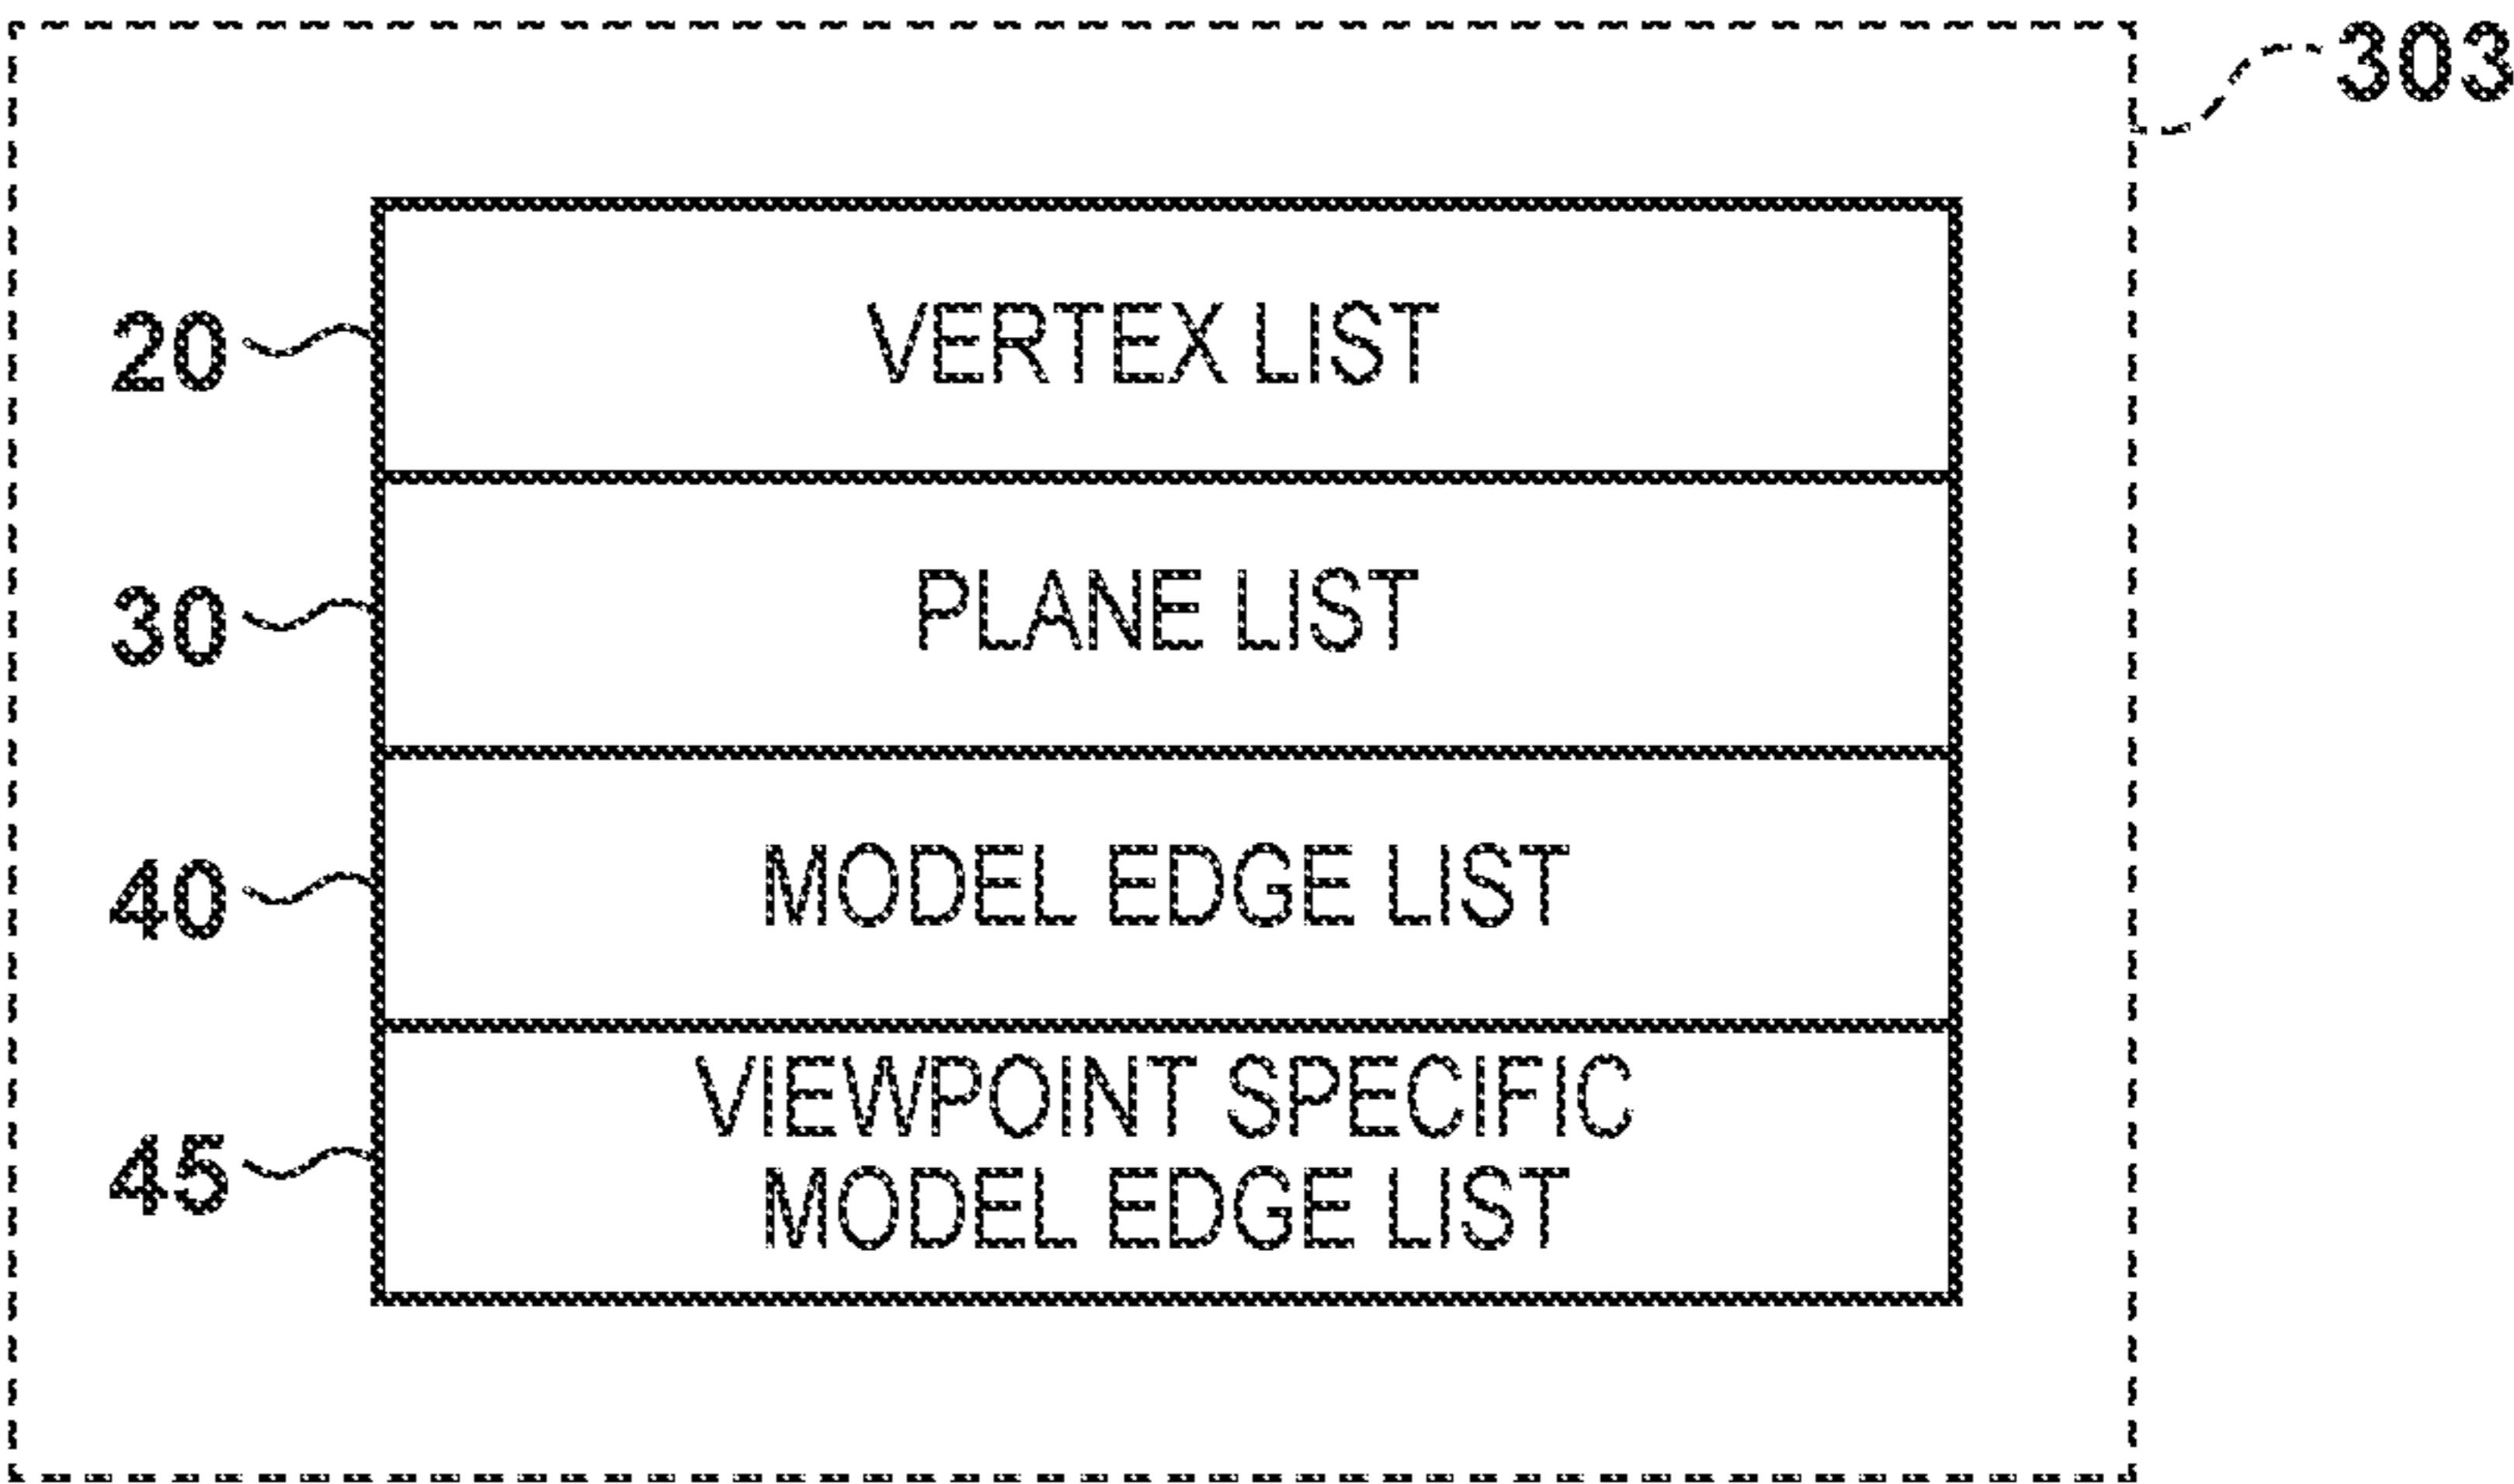 303
20 VERTEX LIST
30 PLANE LIST
40 MODEL EDGE LIST
VIEWPOINT SPECIFIC
45
MODEL EDGE LIST